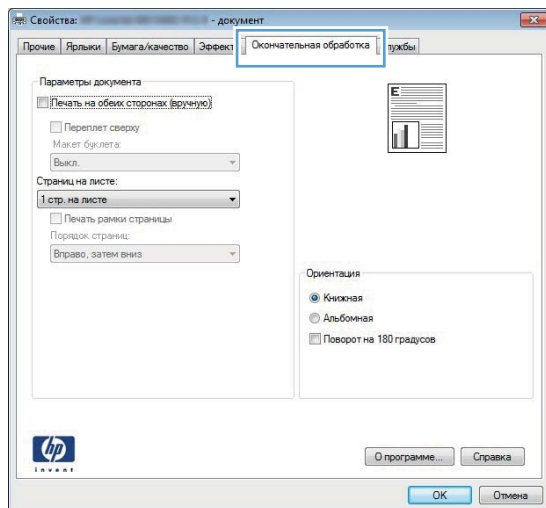 Свойства: - документ
Прочие Ярлыки Бумага/качество Эффект Окончательная обработка лужбы
Параметры документа
Печать на обеих сторонах (вручную)
Переплет сверху
Макет буклета:
Выкл.
Страниц на листе:
1 стр. на листе
Печать рамки страницы
Порядок страниц:
Вправо, затем вниз
E
Ориентация
Книжная
Альбомная
Поворот на 180 градусов
hp
invent
О программе... Справка
OK Отмена